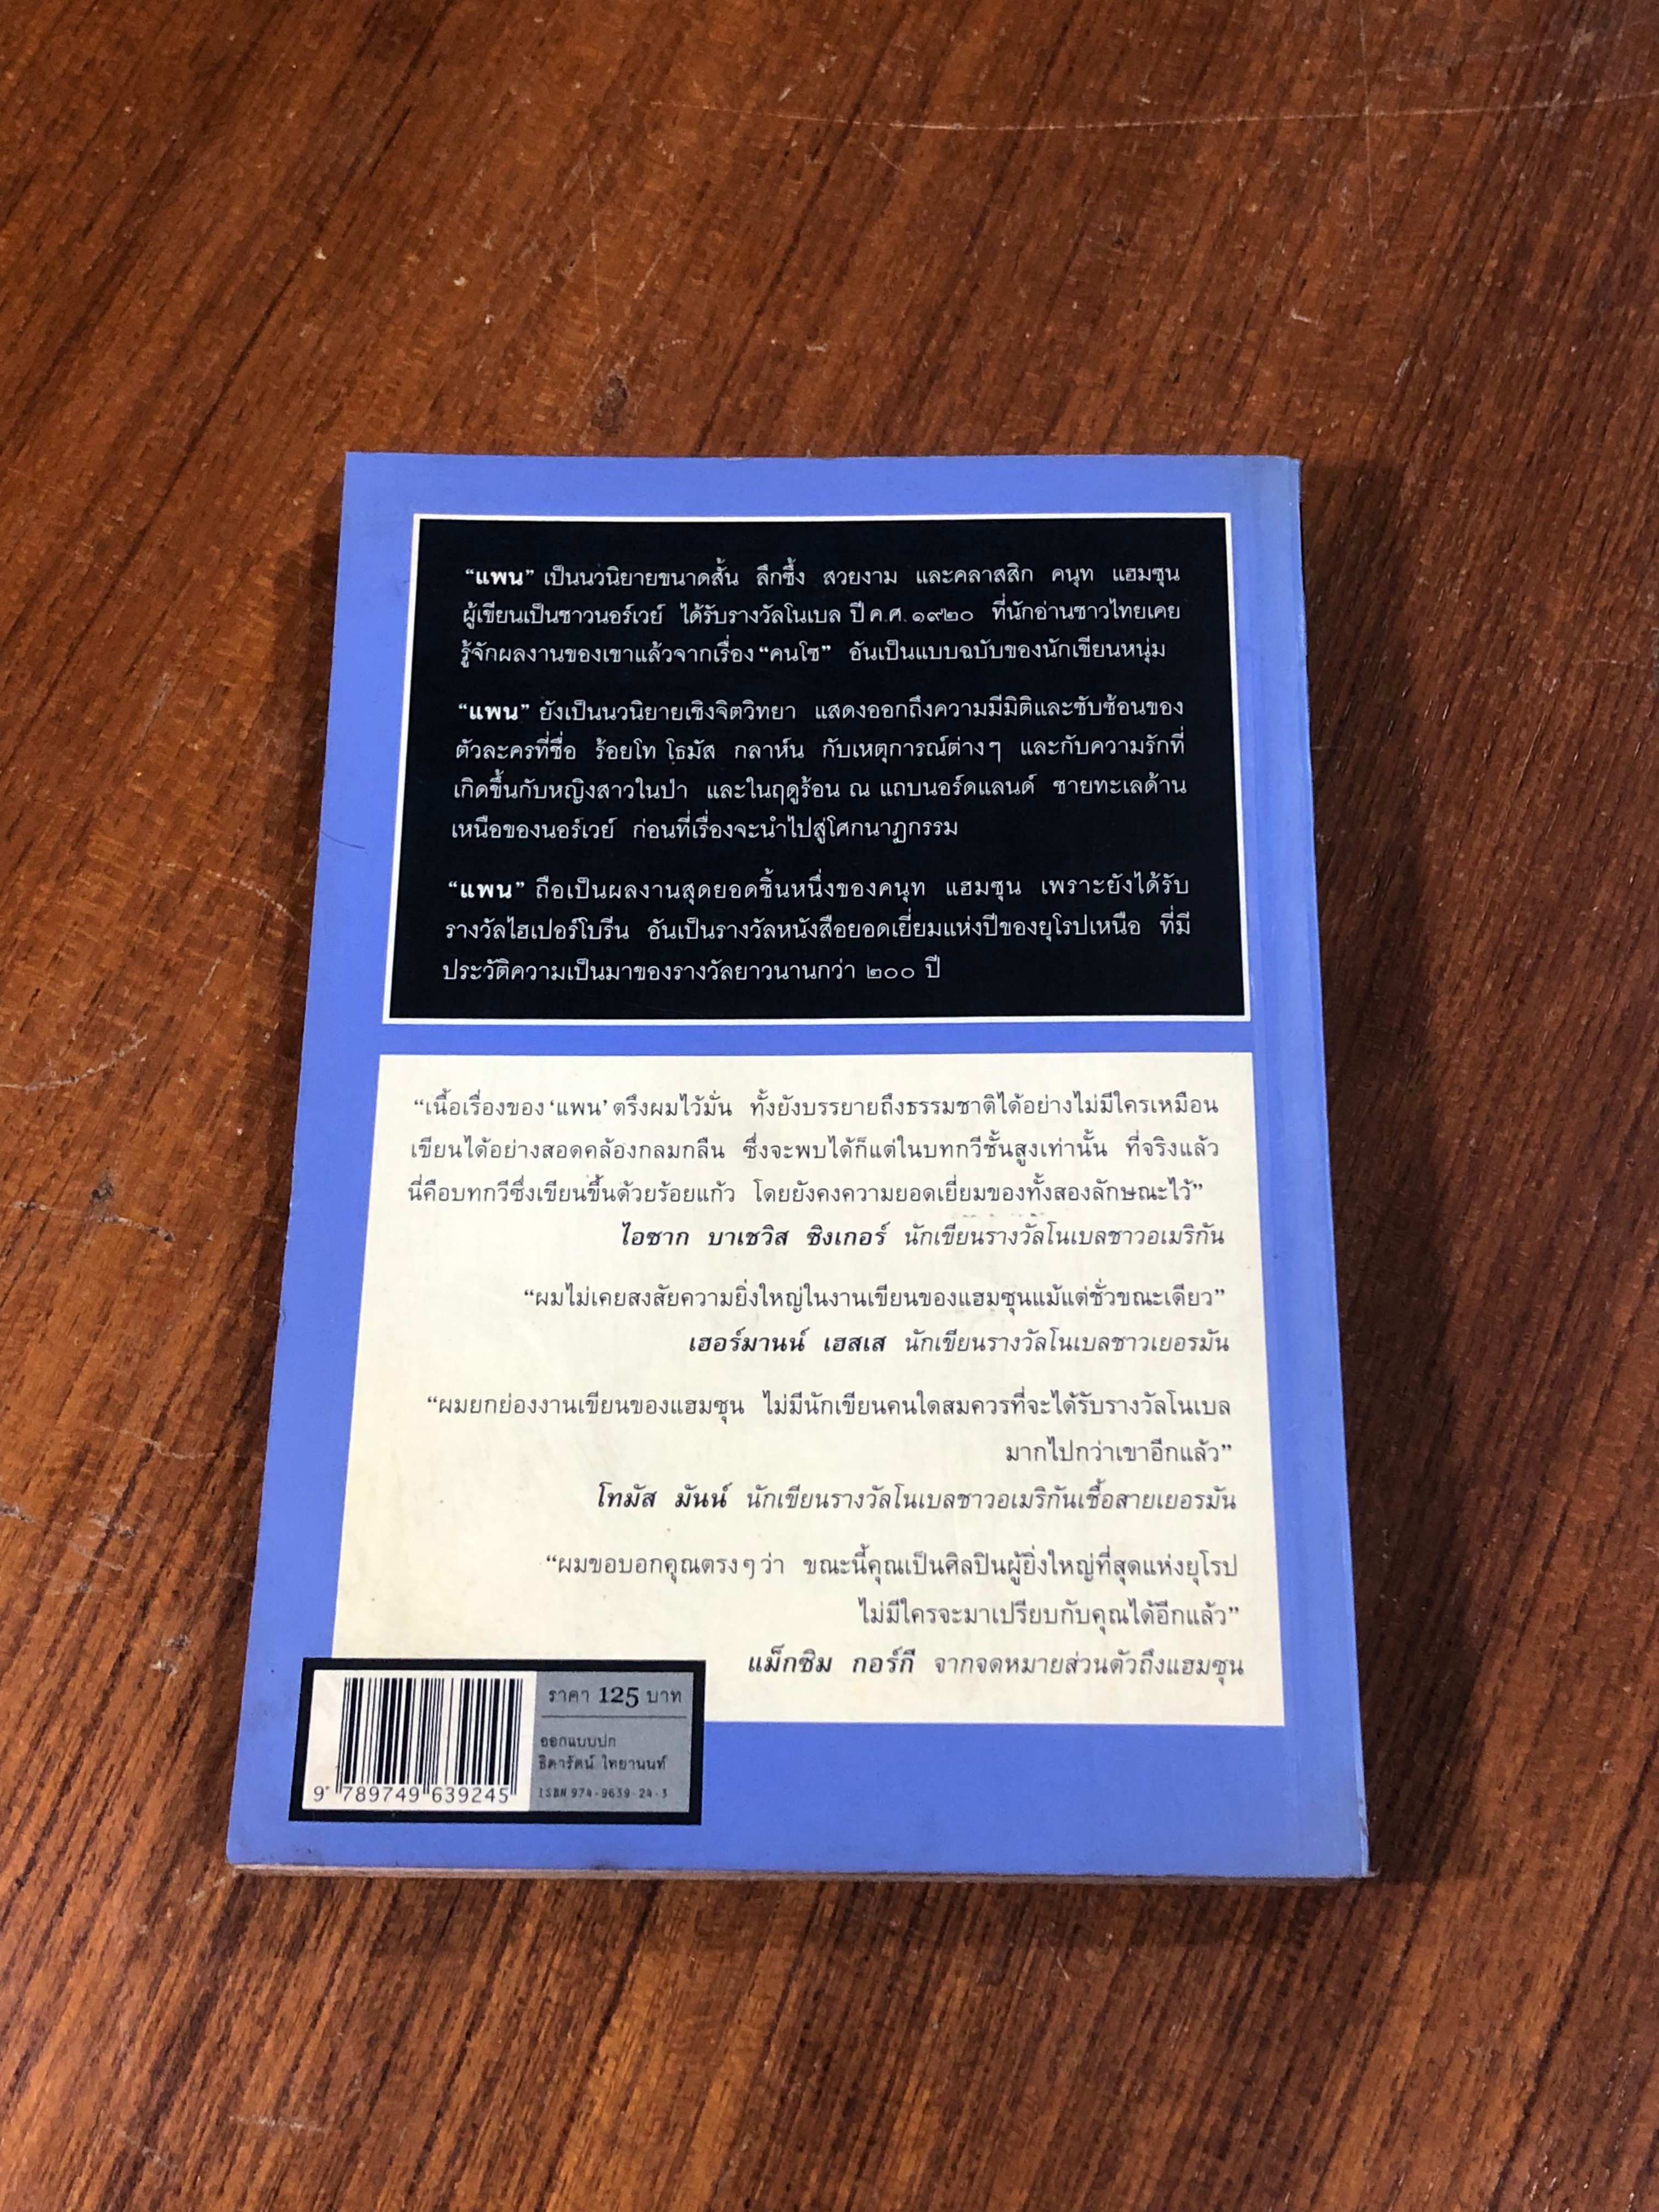 “แพน” เป็นนวนิยายขนาดสั้น ลึกซึ้ง สวยงาม และคลาสสิก คนุท แฮมซุน
ผู้เขียนเป็นชาวนอร์เวย์ ได้รับรางวัลโนเบล ปี ค.ศ. ๑๙๒๐ ที่นักอ่านชาวไทยเคย
รู้จักผลงานของเขาแล้วจากเรื่อง “คนโซ” อันเป็นแบบฉบับของนักเขียนหนุ่ม
“แพน” ยังเป็นนวนิยายเชิงจิตวิทยา แสดงออกถึงความมีมิติและซับซ้อนของ
ตัวละครที่ชื่อ ร้อยโท โธมัส กลาห์น กับเหตุการณ์ต่างๆ และกับความรักที่
เกิดขึ้นกับหญิงสาวในป่า และในฤดูร้อน ณ แถบนอร์ดแลนด์ ชายทะเลด้าน
เหนือของนอร์เวย์ ก่อนที่เรื่องจะนำไปสู่โศกนาฏกรรม
“แพน” ถือเป็นผลงานสุดยอดชิ้นหนึ่งของคนุท แฮมซุน เพราะยังได้รับ
รางวัลไฮเปอร์โบรีน อันเป็นรางวัลหนังสือยอดเยี่ยมแห่งปีของยุโรปเหนือ ที่มี
ประวัติความเป็นมาของรางวัลยาวนานกว่า ๒๐๐ ปี
“เนื้อเรื่องของ ‘แพน’ ตรึงผมไว้มั่น ทั้งยังบรรยายถึงธรรมชาติได้อย่างไม่มีใครเหมือน
เขียนได้อย่างสอดคล้องกลมกลืน ซึ่งจะพบได้ก็แต่ในบทกวีชั้นสูงเท่านั้น ที่จริงแล้ว
นี่คือบทกวีซึ่งเขียนขึ้นด้วยร้อยแก้ว โดยยังคงความยอดเยี่ยมของทั้งสองลักษณะไว้”
ไอซาก บาเชวิส ซิงเกอร์ นักเขียนรางวัลโนเบลชาวอเมริกัน
“ผมไม่เคยสงสัยความยิ่งใหญ่ในงานเขียนของแฮมซุนแม้แต่ชั่วขณะเดียว”
เฮอร์มานน์ เฮสเส นักเขียนรางวัลโนเบลชาวเยอรมัน
“ผมยกย่องงานเขียนของแฮมซุน ไม่มีนักเขียนคนใดสมควรที่จะได้รับรางวัลโนเบล
มากไปกว่าเขาอีกแล้ว”
โทมัส มันน์ นักเขียนรางวัลโนเบลชาวอเมริกันเชื้อสายเยอรมัน
“ผมขอบอกคุณตรงๆ ว่า ขณะนี้คุณเป็นศิลปินผู้ยิ่งใหญ่ที่สุดแห่งยุโรป
ไม่มีใครจะมาเปรียบกับคุณได้อีกแล้ว”
แม็กซิม กอร์กี จากจดหมายส่วนตัวถึงแฮมซุน
ราคา 125 บาท
ออกแบบปก
ธิดารัตน์ ไทยานนท์
ISBN 974-9639-24-3
9 789749 639245